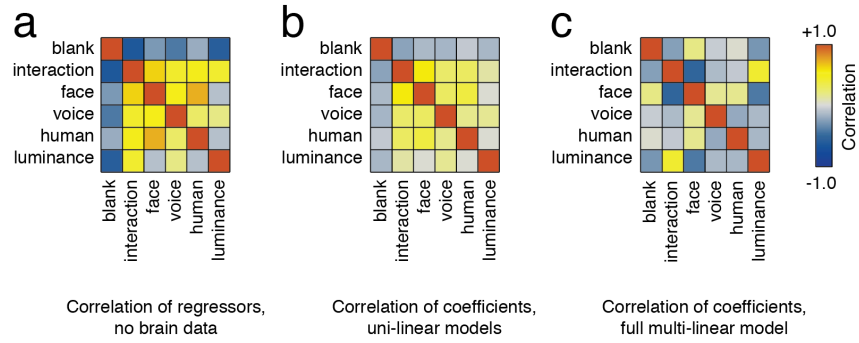 a
blank
interaction
face
voice
human
luminance
blank
interaction
face
voice
human
luminance
Correlation of regressors,
no brain data
b
blank
interaction
face
voice
human
luminance
blank
interaction
face
voice
human
luminance
Correlation of coefficients,
uni-linear models
c
blank
interaction
face
voice
human
luminance
blank
interaction
face
voice
human
luminance
Correlation of coefficients,
full multi-linear model
+1.0
Correlation
-1.0